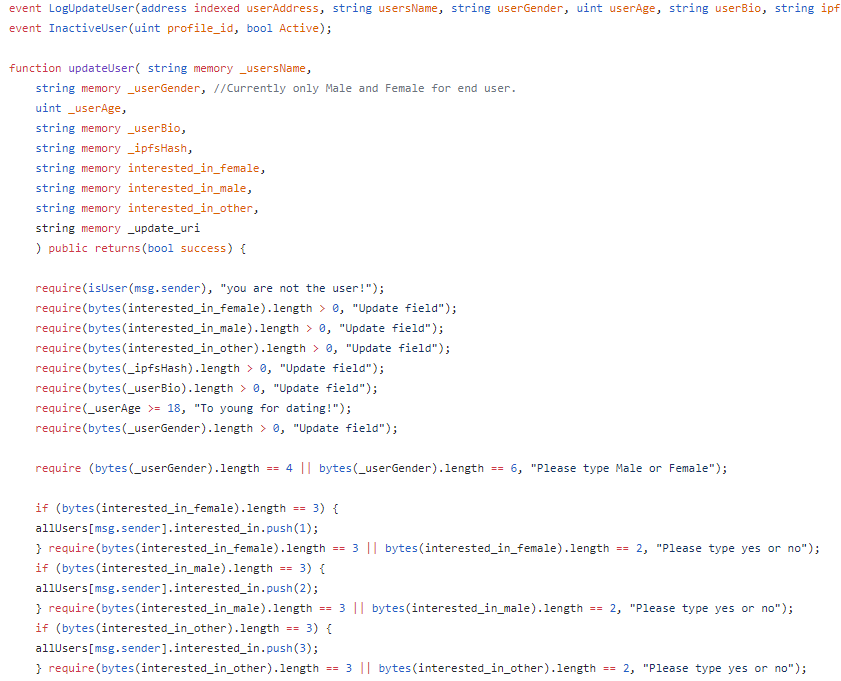 event LogUpdateUser(address indexed userAddress, string usersName, string userGender, uint userAge, string userBio, string ipf
event InactiveUser(uint profile_id, bool Active);
function updateUser( string memory _usersName,
string memory _userGender, //Currently only Male and Female for end user.
uint _userAge,
string memory _userBio,
string memory _ipfsHash,
string memory interested_in_female,
string memory interested_in_male,
string memory interested_in_other,
string memory _update_uri
) public returns(bool success) {
require(isUser(msg.sender), "you are not the user!");
require(bytes(interested_in_female).length > 0, "Update field");
require(bytes(interested_in_male).length > 0, "Update field");
require(bytes(interested_in_other).length > 0, "Update field");
require(bytes(_ipfsHash).length > 0, "Update field");
require(bytes(_userBio).length > 0, "Update field");
require(_userAge >= 18, "To young for dating!");
require(bytes(_userGender).length > 0, "Update field");
require (bytes(_userGender).length == 4 || bytes(_userGender).length == 6, "Please type Male or Female");
if (bytes(interested_in_female).length == 3) {
allUsers[msg.sender].interested_in.push(1);
} require(bytes(interested_in_female).length == 3 || bytes(interested_in_female).length == 2, "Please type yes or no");
if (bytes(interested_in_male).length == 3) {
allUsers[msg.sender].interested_in.push(2);
} require(bytes(interested_in_male).length == 3 || bytes(interested_in_male).length == 2, "Please type yes or no");
if (bytes(interested_in_other).length == 3) {
allUsers[msg.sender].interested_in.push(3);
} require(bytes(interested_in_other).length == 3 || bytes(interested_in_other).length == 2, "Please type yes or no");